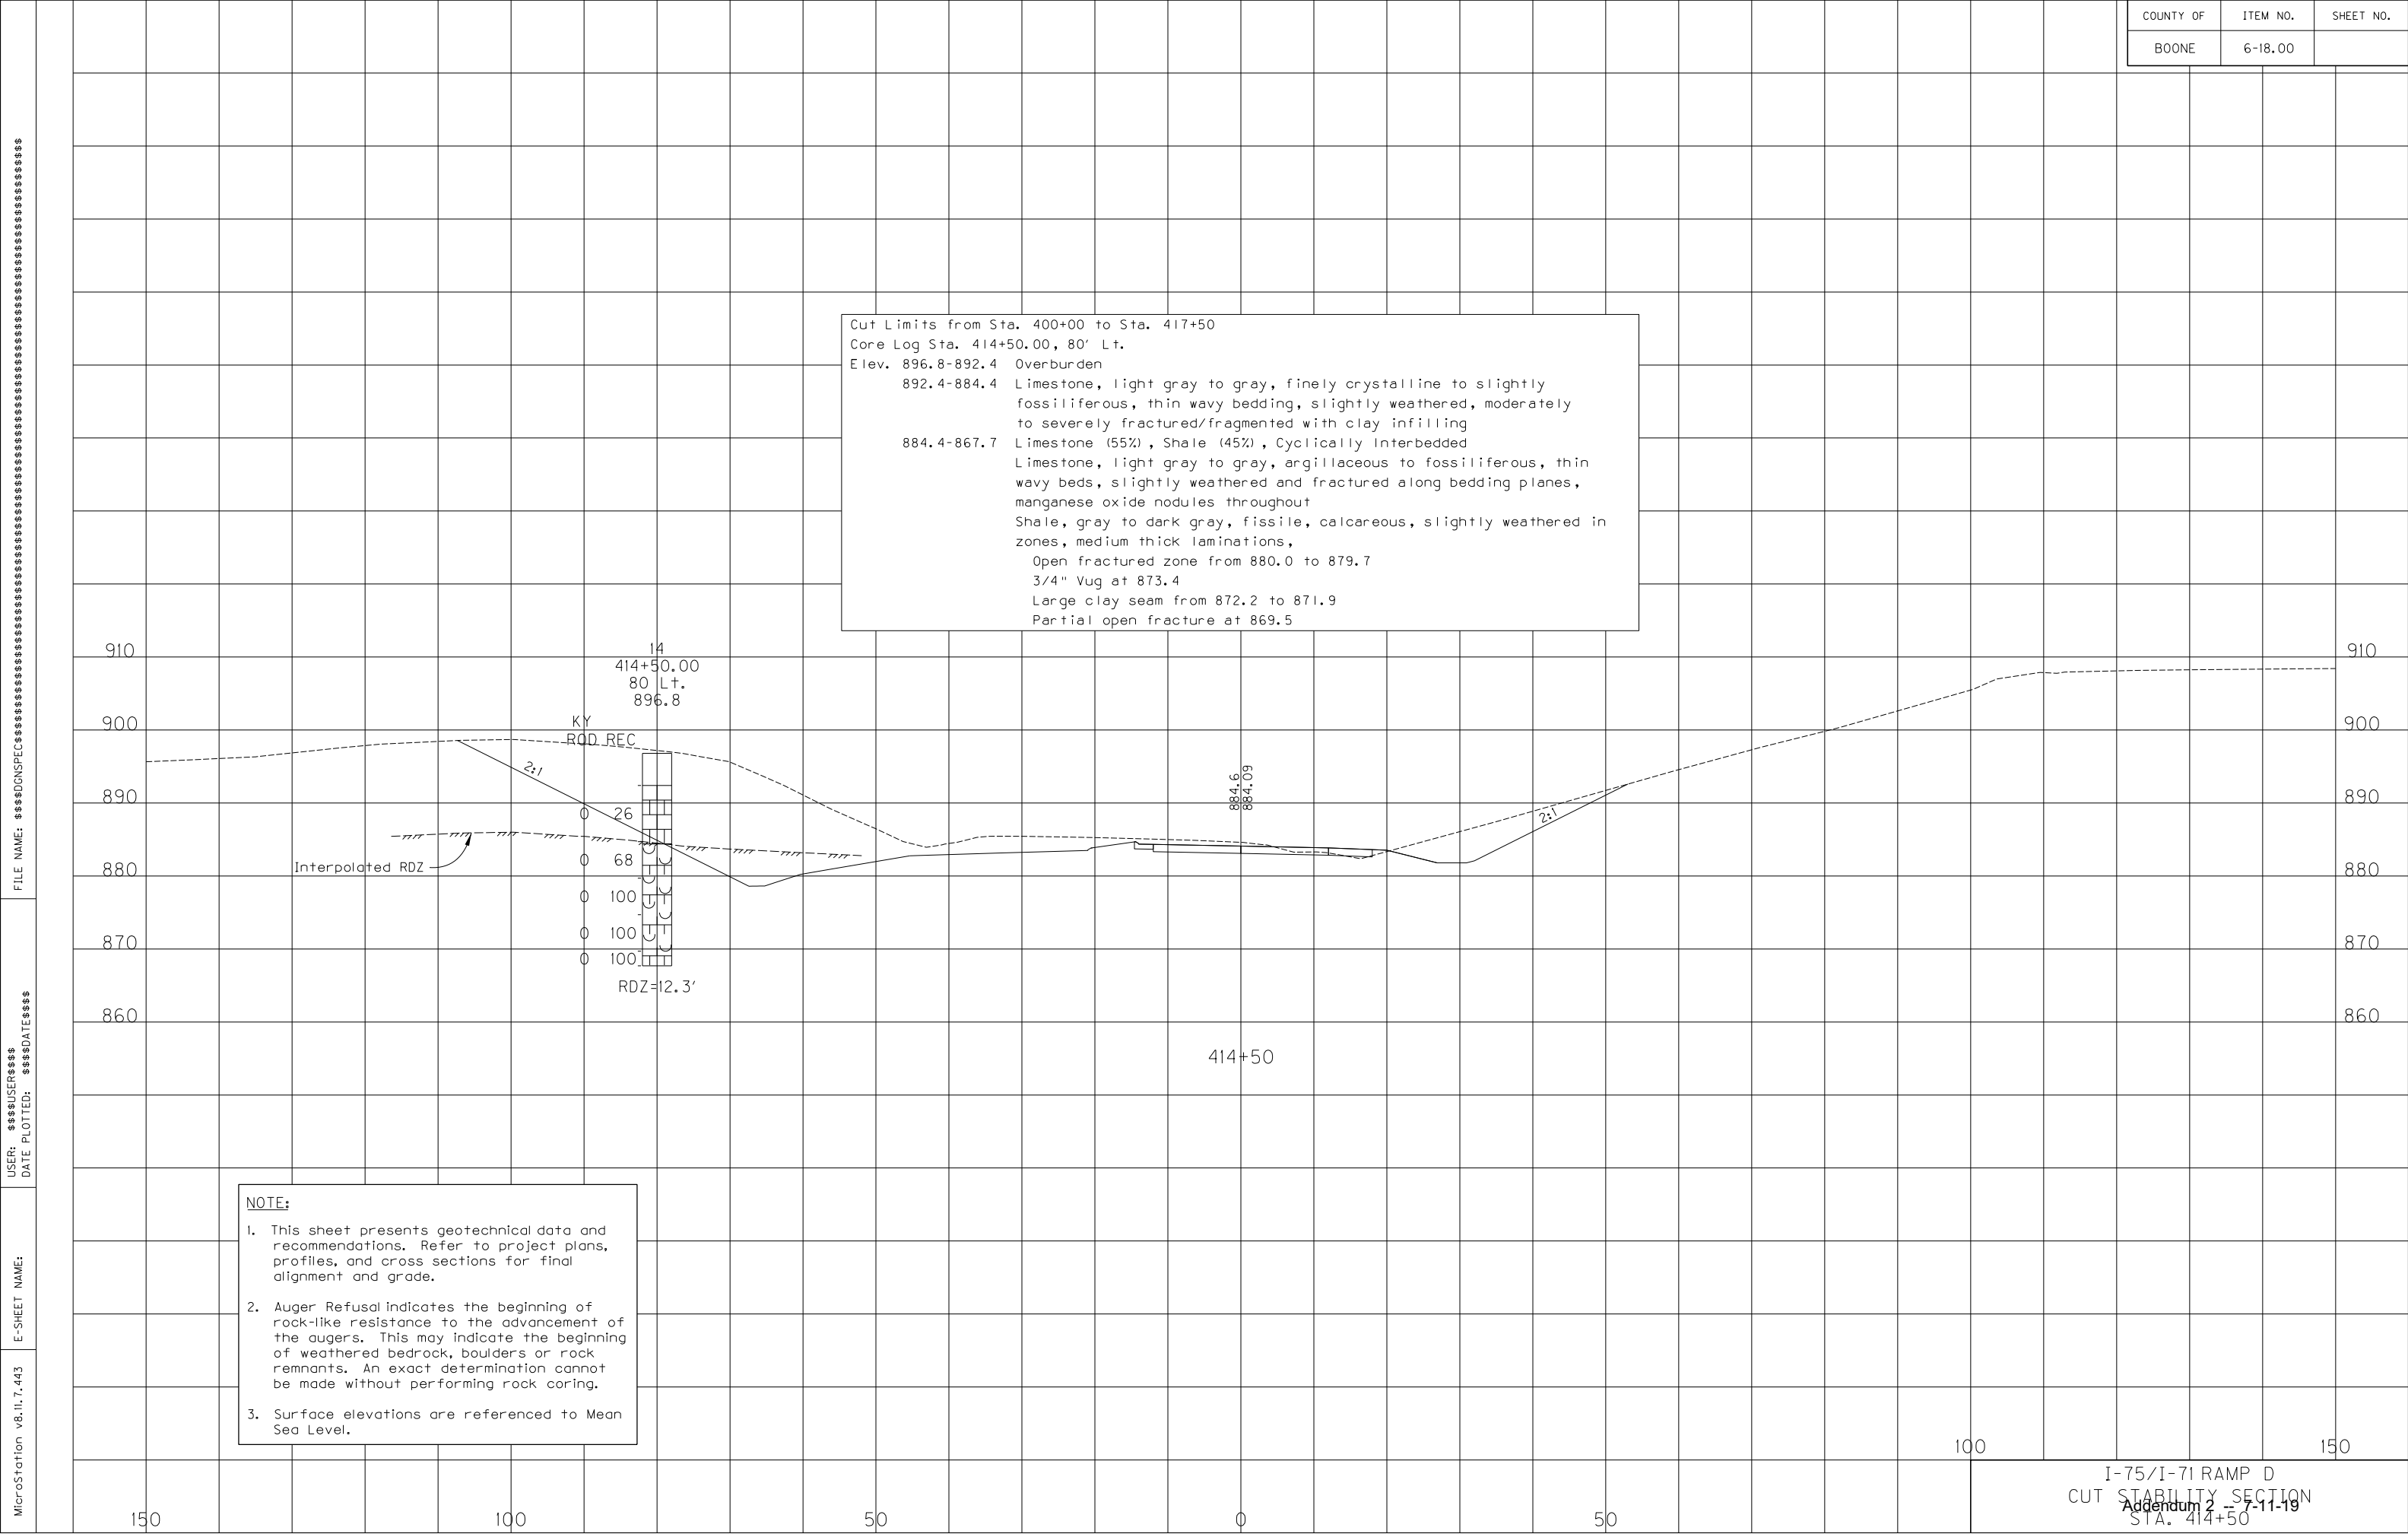 COUNTY OF ITEM NO. SHEET NO.
BOONE 6-18.00
Cut Limits from Sta. 400+00 to Sta. 417+50
Core Log Sta. 414+50.00, 80' Lt.
Elev. 896.8-892.4 Overburden
892.4-884.4 Limestone, light gray to gray, finely crystalline to slightly
fossiliferous, thin wavy bedding, slightly weathered, moderately
to severely fractured/fragmented with clay infilling
884.4-867.7 Limestone (55%), Shale (45%), Cyclically Interbedded
Limestone, light gray to gray, argillaceous to fossiliferous, thin
wavy beds, slightly weathered and fractured along bedding planes,
manganese oxide nodules throughout
Shale, gray to dark gray, fissile, calcareous, slightly weathered in
zones, medium thick laminations,
Open fractured zone from 880.0 to 879.7
3/4" Vug at 873.4
Large clay seam from 872.2 to 871.9
Partial open fracture at 869.5
910
900
890
880
870
860
14
414+50.00
80 Lt.
896.8
KY
RQD REC
0 26
0 68
0 100
0 100
0 100
RDZ=12.3'
2:1
Interpolated RDZ
884.6
884.09
2:1
910
900
890
880
870
860
414+50
NOTE:
1. This sheet presents geotechnical data and
recommendations. Refer to project plans,
profiles, and cross sections for final
alignment and grade.
2. Auger Refusal indicates the beginning of
rock-like resistance to the advancement of
the augers. This may indicate the beginning
of weathered bedrock, boulders or rock
remnants. An exact determination cannot
be made without performing rock coring.
3. Surface elevations are referenced to Mean
Sea Level.
150 100 50 0 50
100 150
I-75/I-71 RAMP D
CUT STABILITY SECTION
Addendum 2 -- 7-11-19
STA. 414+50
MicroStation v8.11.7.443
E-SHEET NAME:
USER: $$$$USER$$$$
DATE PLOTTED: $$$$DATE$$$$
FILE NAME: $$$$DGNSPEC$$$$$$$$$$$$$$$$$$$$$$$$$$$$$$$$$$$$$$$$$$$$$$$$$$$$$$$$$$$$$$$$$$$$$$$$$$$$$$$$